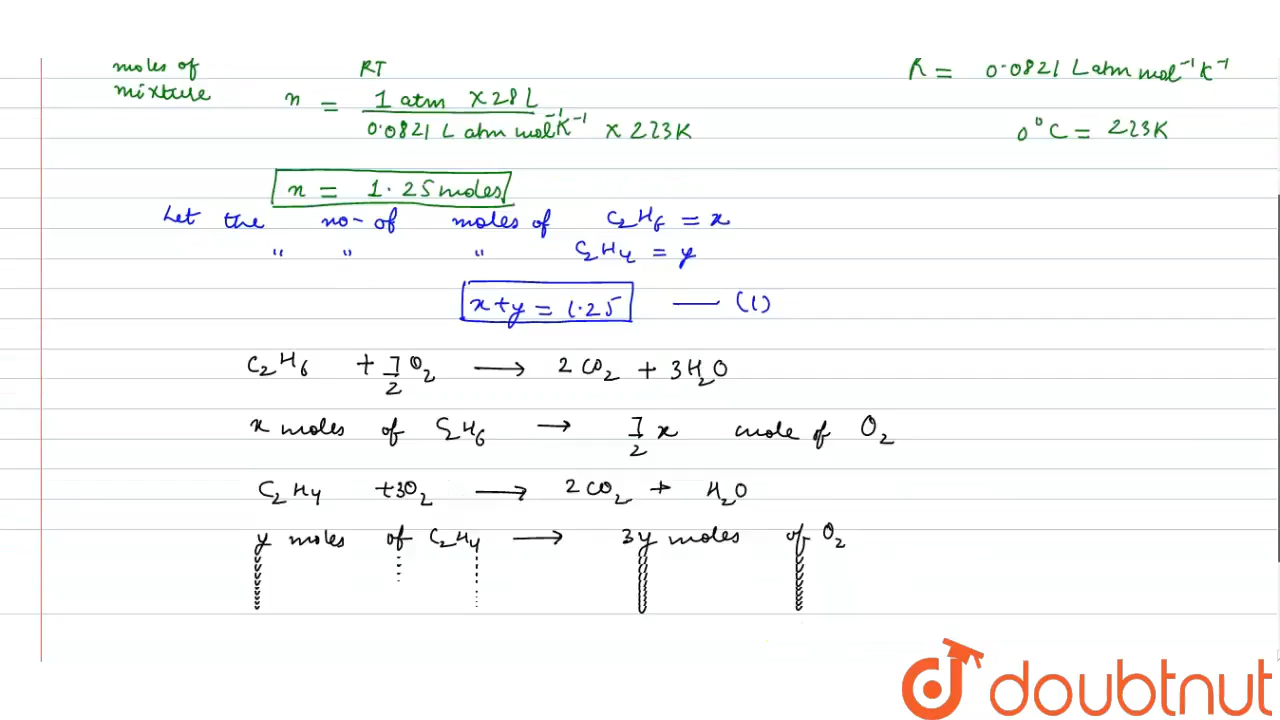 moles of RT R = 0.0821 L atm mol⁻¹ K⁻¹
mixture n = 1 atm × 28 L
0.0821 L atm mol⁻¹ K⁻¹ × 273K 0°C = 273K
n = 1.25 moles
Let the no- of moles of C₂H₆ = x
" " " C₂H₄ = y
x+y = 1.25 — (1)
C₂H₆ + 7/2 O₂ → 2CO₂ + 3H₂O
x moles of C₂H₆ → 7/2 x mole of O₂
C₂H₄ +3O₂ → 2CO₂ + H₂O
y moles of C₂H₄ → 3y moles of O₂
doubtnut